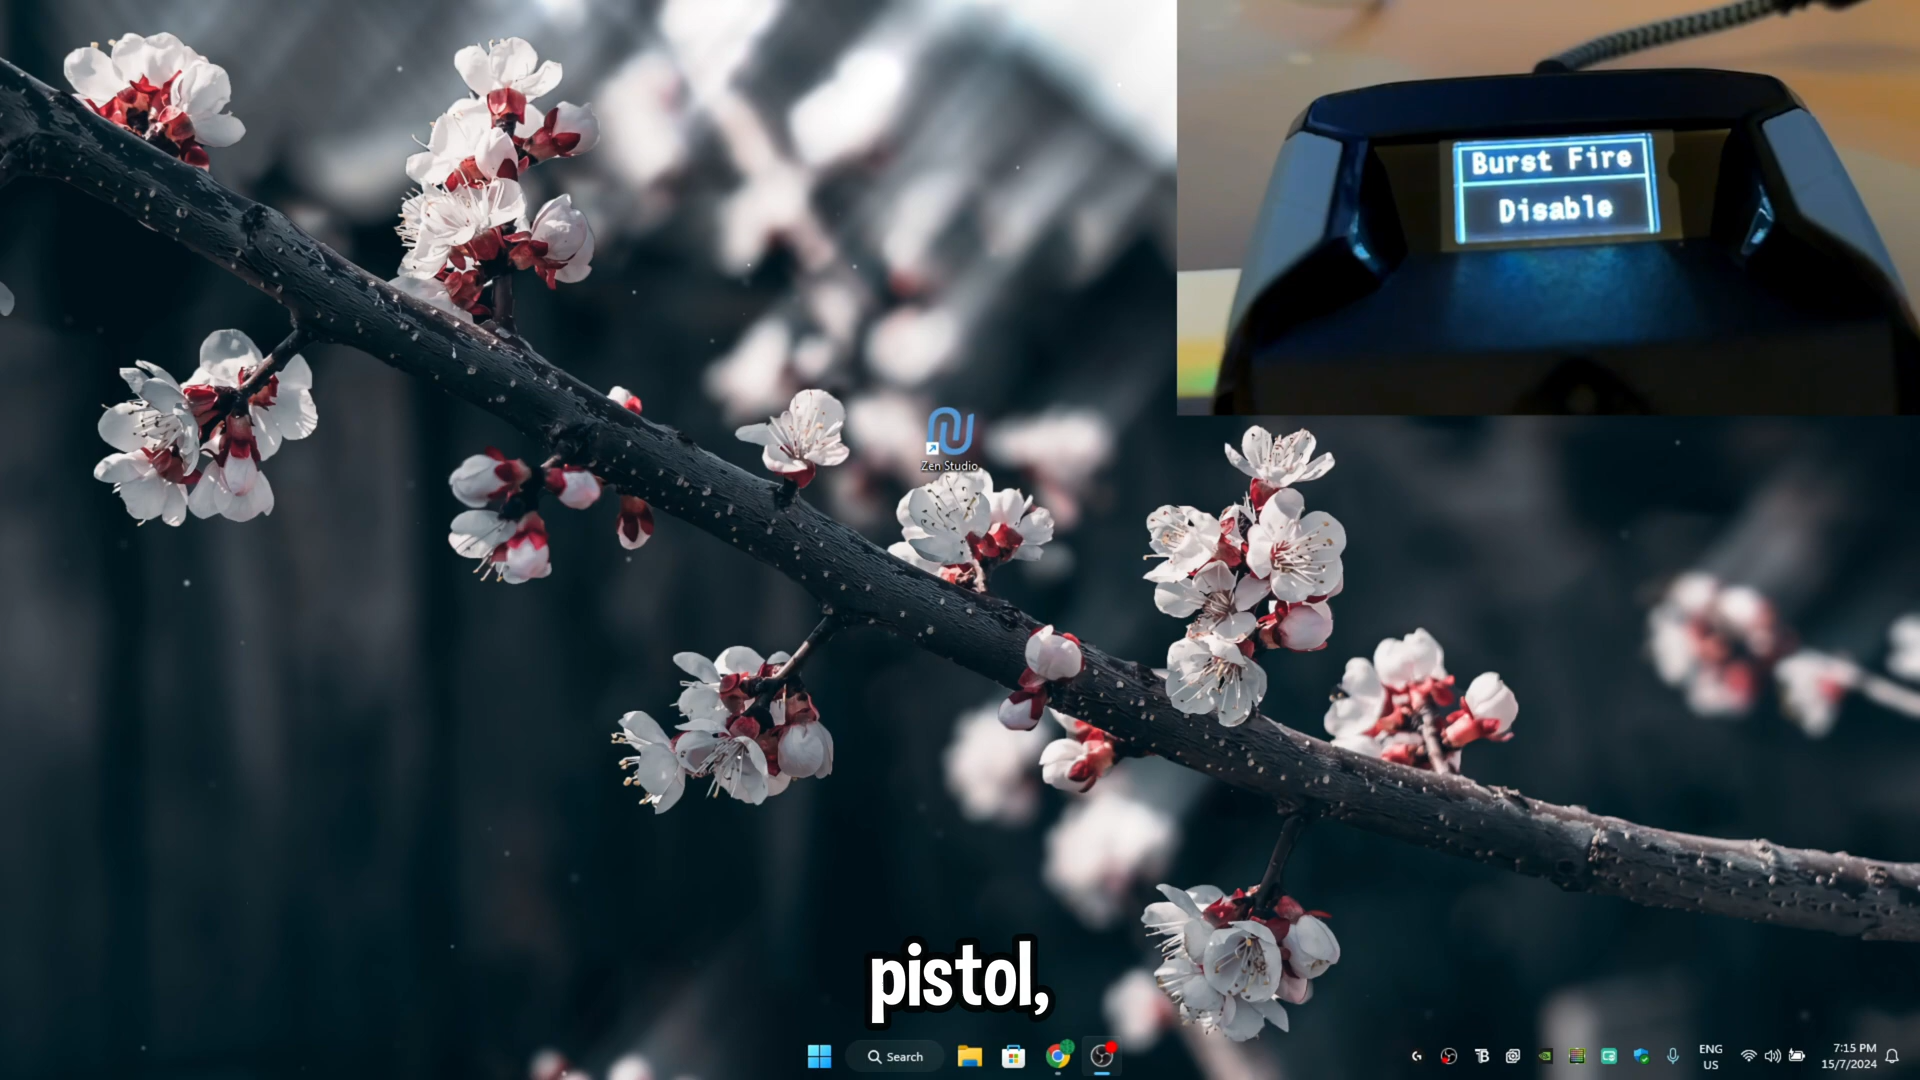 Burst Fire
Disable
Zen Studio
pistol,
Search
ENG
US
7:15 PM
15/7/2024